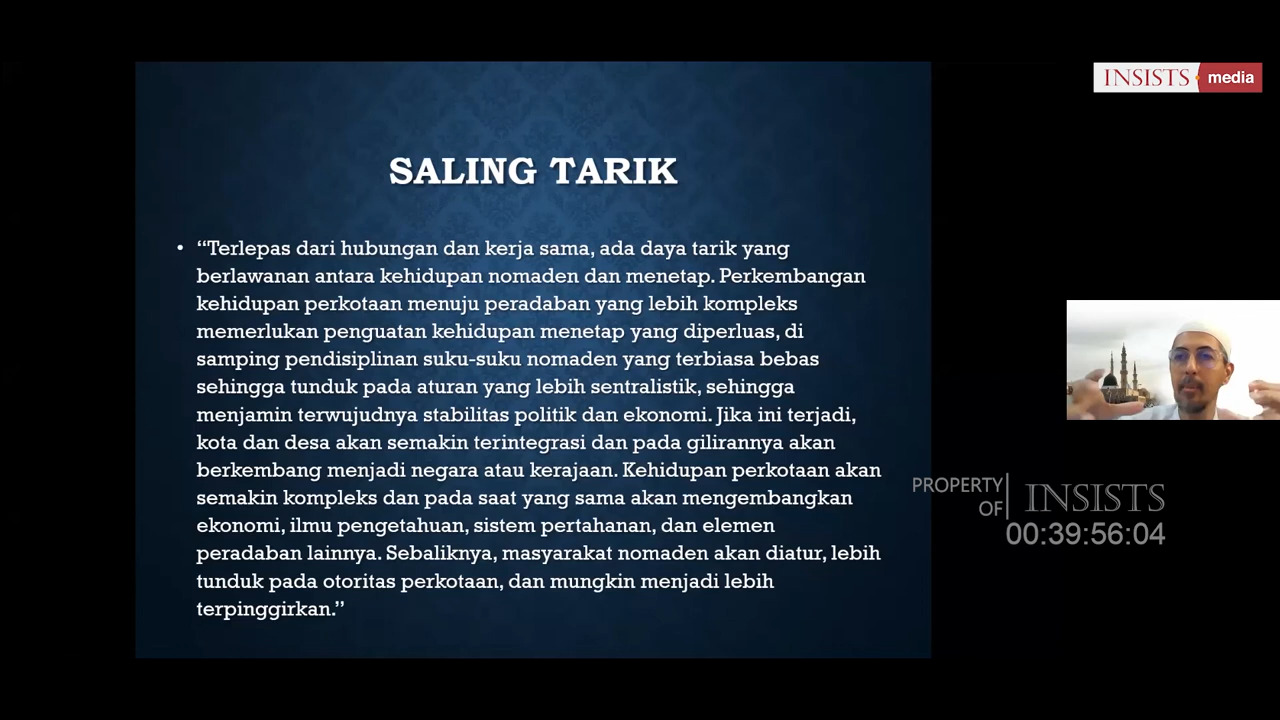 INSISTS media
SALING TARIK
• “Terlepas dari hubungan dan kerja sama, ada daya tarik yang
berlawanan antara kehidupan nomaden dan menetap. Perkembangan
kehidupan perkotaan menuju peradaban yang lebih kompleks
memerlukan penguatan kehidupan menetap yang diperluas, di
samping pendisiplinan suku-suku nomaden yang terbiasa bebas
sehingga tunduk pada aturan yang lebih sentralistik, sehingga
menjamin terwujudnya stabilitas politik dan ekonomi. Jika ini terjadi,
kota dan desa akan semakin terintegrasi dan pada gilirannya akan
berkembang menjadi negara atau kerajaan. Kehidupan perkotaan akan
semakin kompleks dan pada saat yang sama akan mengembangkan
ekonomi, ilmu pengetahuan, sistem pertahanan, dan elemen
peradaban lainnya. Sebaliknya, masyarakat nomaden akan diatur, lebih
tunduk pada otoritas perkotaan, dan mungkin menjadi lebih
terpinggirkan.”
PROPERTY
OF
INSISTS
00:39:56:04